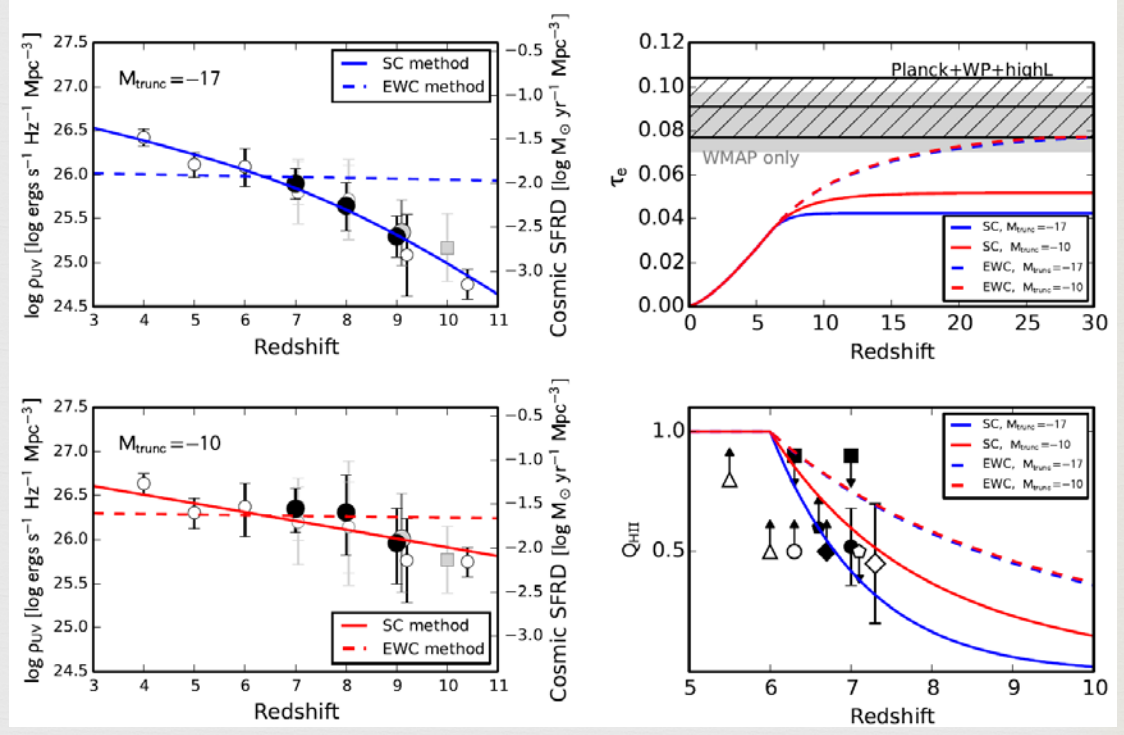 27.5
27.0
26.5
26.0
25.5
25.0
24.5
log ρUV [log ergs s⁻¹ Hz⁻¹ Mpc⁻³]
M_trunc=−17
SC method
EWC method
3 4 5 6 7 8 9 10 11
Redshift
−0.5
−1.0
−1.5
−2.0
−2.5
−3.0
Cosmic SFRD [log M⊙ yr⁻¹ Mpc⁻³]
0.12
0.10
0.08
0.06
0.04
0.02
0.00
τe
Planck+WP+highL
WMAP only
SC, M_trunc=−17
SC, M_trunc=−10
EWC, M_trunc=−17
EWC, M_trunc=−10
0 5 10 15 20 25 30
Redshift
27.5
27.0
26.5
26.0
25.5
25.0
24.5
log ρUV [log ergs s⁻¹ Hz⁻¹ Mpc⁻³]
M_trunc=−10
SC method
EWC method
3 4 5 6 7 8 9 10 11
Redshift
−0.5
−1.0
−1.5
−2.0
−2.5
−3.0
Cosmic SFRD [log M⊙ yr⁻¹ Mpc⁻³]
1.0
0.5
QHII
SC, M_trunc=−17
SC, M_trunc=−10
EWC, M_trunc=−17
EWC, M_trunc=−10
5 6 7 8 9 10
Redshift